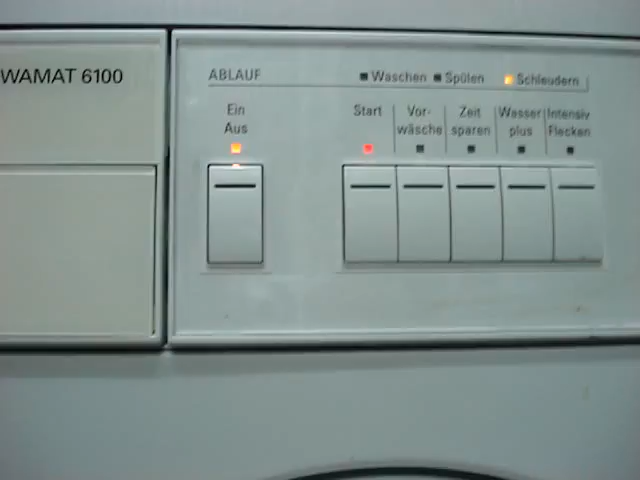 WAMAT 6100
ABLAUF
Waschen Spülen Schleudern
Ein
Aus
Start
Vor-
wäsche
Zeit
sparen
Wasser
plus
Intensiv
Flecken